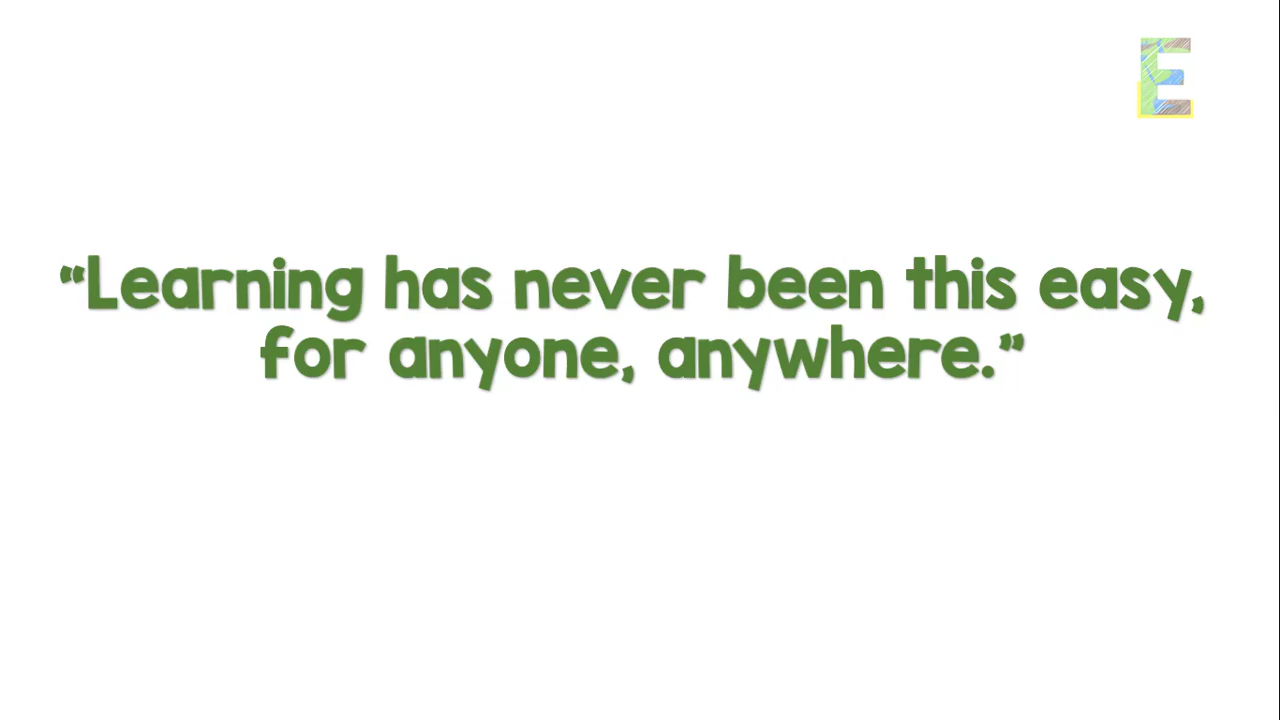 E
“Learning has never been this easy,
for anyone, anywhere.”